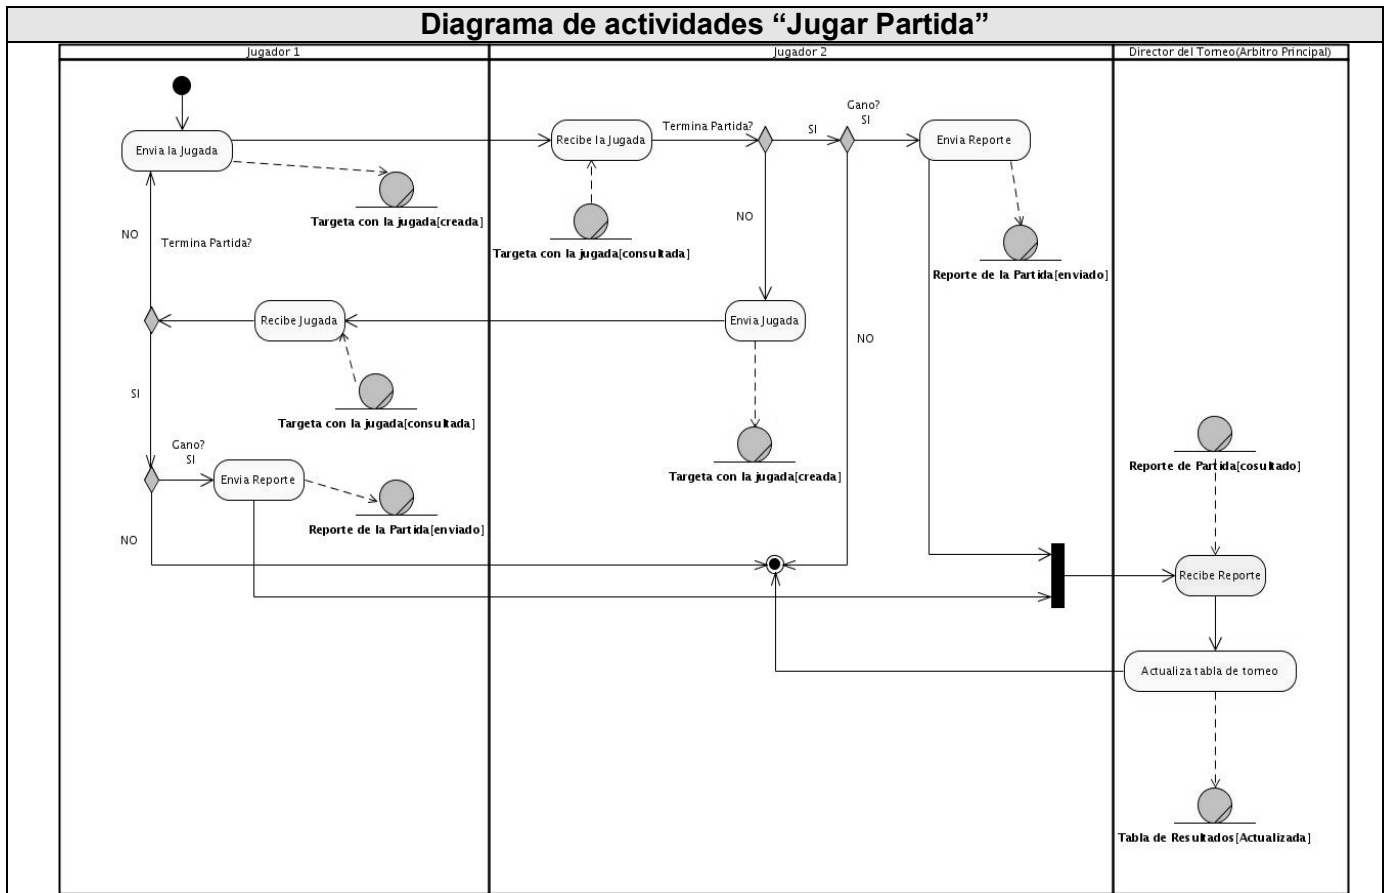 Diagrama de actividades “Jugar Partida”
Jugador 1
Jugador 2
Director del Torneo(Arbitro Principal)
Envia la Jugada
Targeta con la jugada[creada]
NO
Termina Partida?
Recibe Jugada
Targeta con la jugada[consultada]
SI
Gano?
SI
Envia Reporte
Reporte de la Partida[enviado]
NO
Recibe la Jugada
Targeta con la jugada[consultada]
Termina Partida?
SI
Gano?
SI
Envia Reporte
Reporte de la Partida[enviado]
NO
NO
Envia Jugada
Targeta con la jugada[creada]
Reporte de Partida[cosultado]
Recibe Reporte
Actualiza tabla de torneo
Tabla de Resultados[Actualizada]